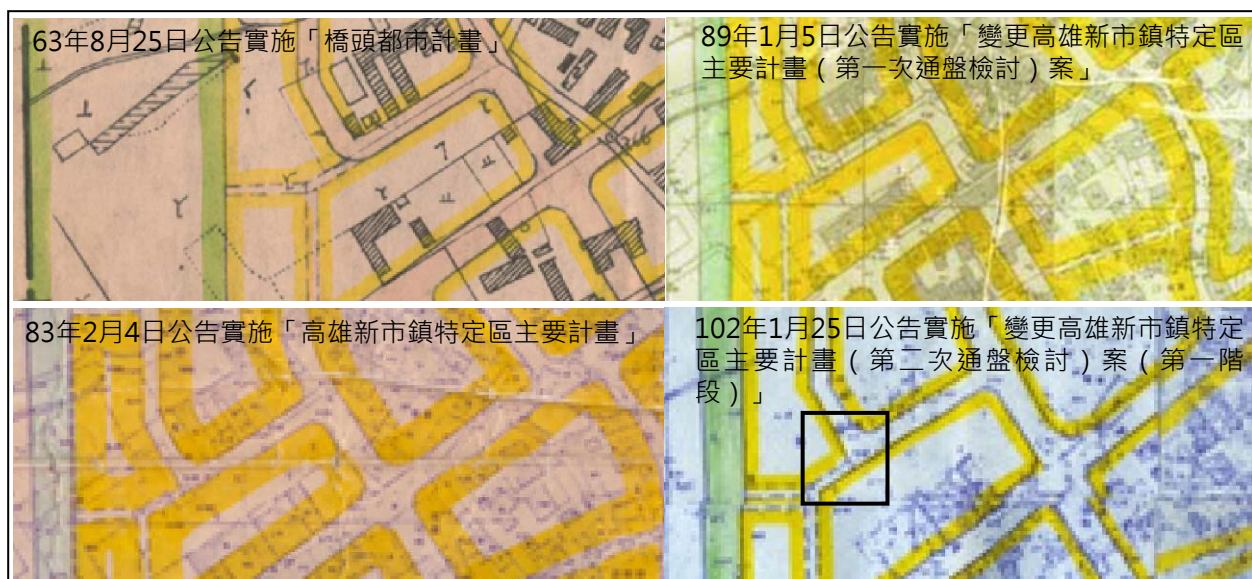 63年8月25日公告實施「橋頭都市計畫」
89年1月5日公告實施「變更高雄新市鎮特定區
主要計畫（第一次通盤檢討）案」
83年2月4日公告實施「高雄新市鎮特定區主要計畫」
102年1月25日公告實施「變更高雄新市鎮特定
區主要計畫（第二次通盤檢討）案（第一階
段）」